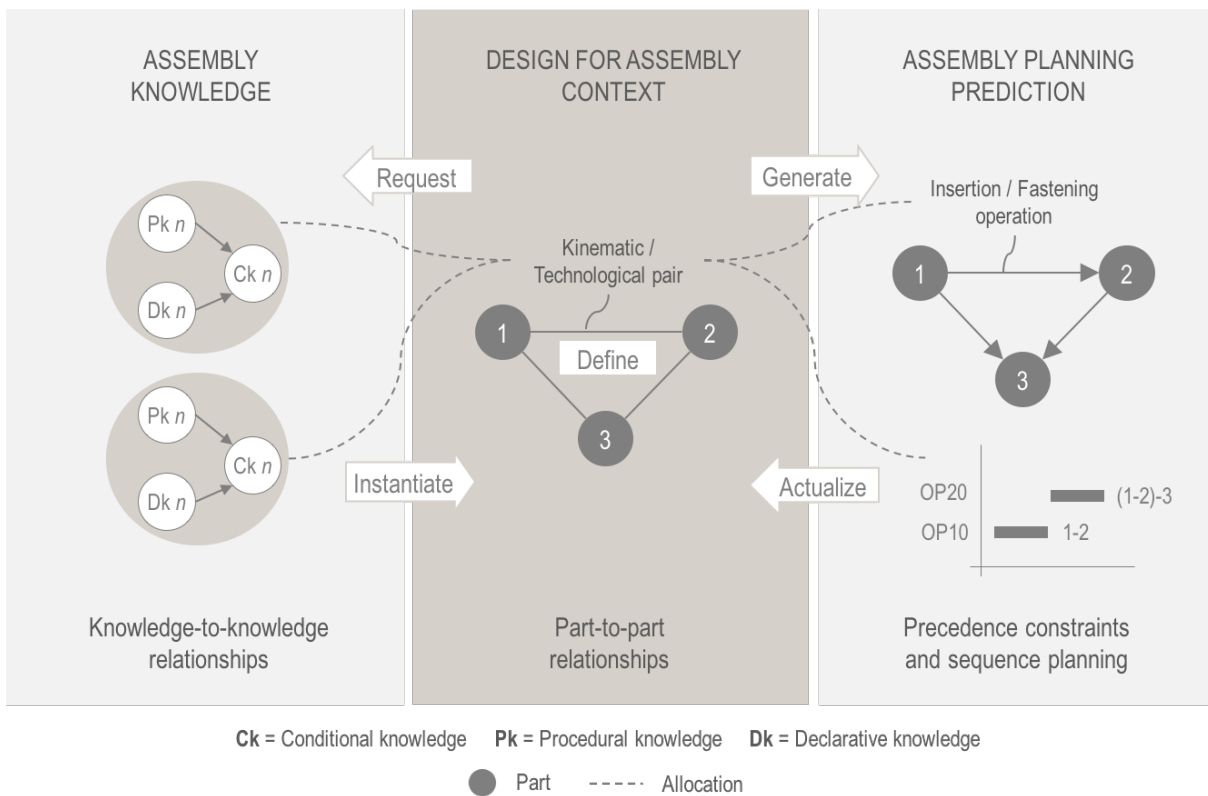 ASSEMBLY
KNOWLEDGE
DESIGN FOR ASSEMBLY
CONTEXT
ASSEMBLY PLANNING
PREDICTION
Request
Generate
Pk n
Ck n
Dk n
Kinematic /
Technological pair
1
2
Define
3
Insertion / Fastening
operation
1
2
3
Pk n
Ck n
Dk n
Instantiate
Actualize
OP20
(1-2)-3
OP10
1-2
Knowledge-to-knowledge
relationships
Part-to-part
relationships
Precedence constraints
and sequence planning
Ck = Conditional knowledge Pk = Procedural knowledge Dk = Declarative knowledge
Part Allocation